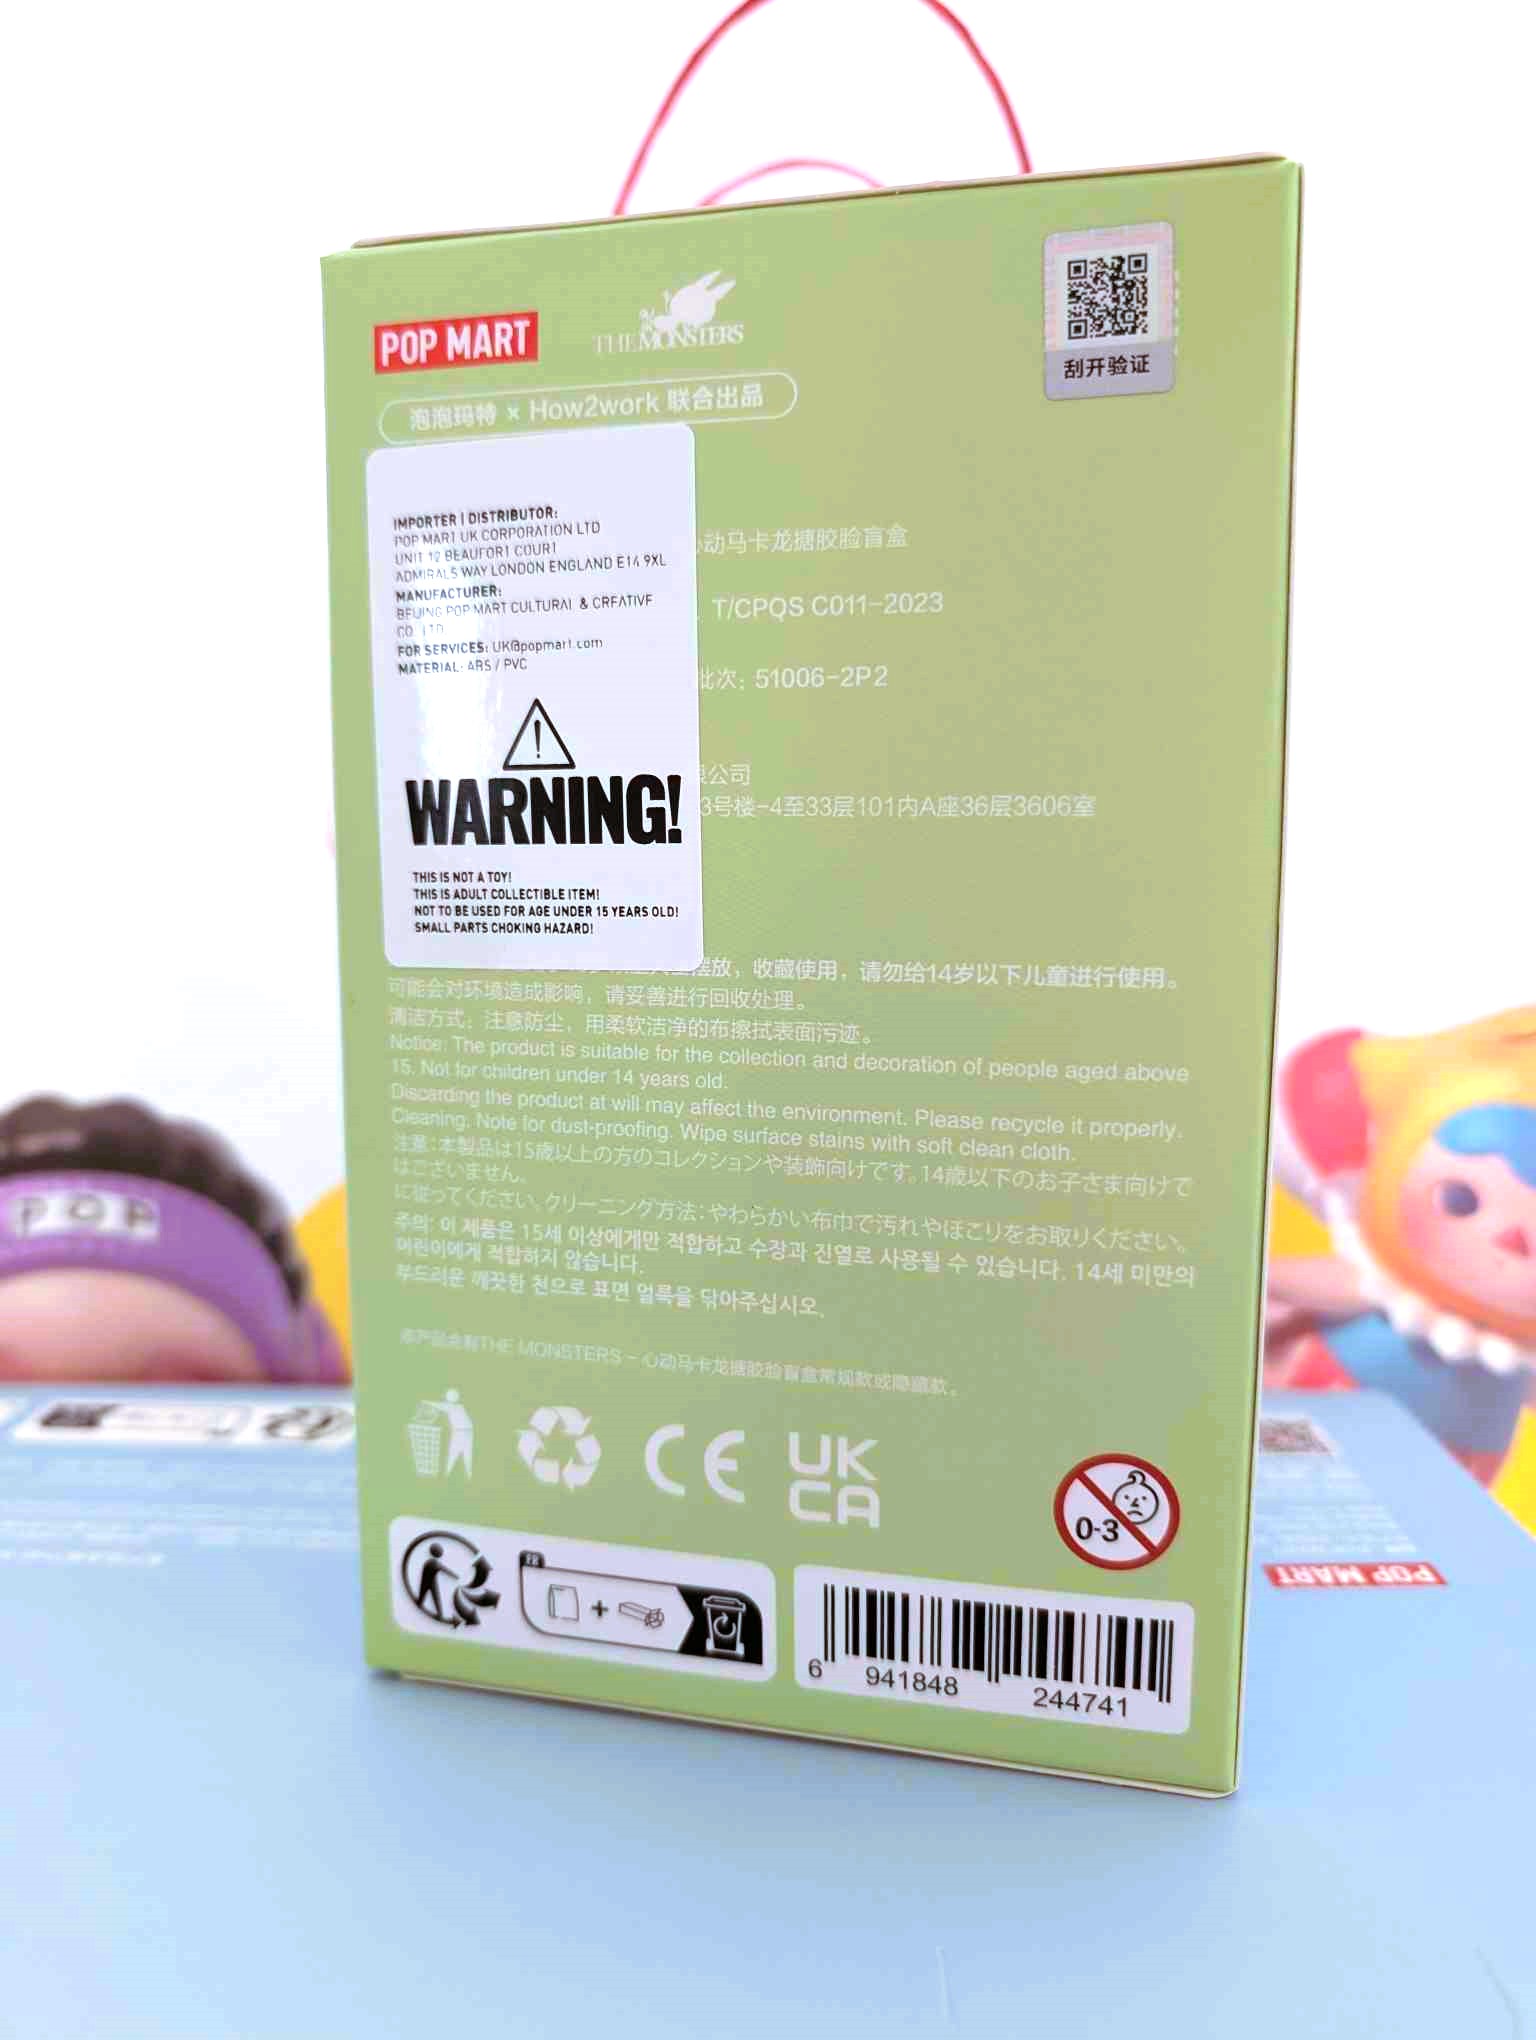 POP MART
THE MONSTERS
刮开验证
泡泡玛特 × How2work 联合出品
IMPORTER | DISTRIBUTOR:
POP MART UK CORPORATION LTD
UNIT 12 BEAUFORT COURT
ADMIRALS WAY LONDON ENGLAND E14 9XL
MANUFACTURER:
BEIJING POP MART CULTURAL & CREATIVE
CO. LTD
FOR SERVICES: UK@popmart.com
MATERIAL: ABS / PVC
WARNING!
THIS IS NOT A TOY!
THIS IS ADULT COLLECTIBLE ITEM!
NOT TO BE USED FOR AGE UNDER 15 YEARS OLD!
SMALL PARTS CHOKING HAZARD!
心动马卡龙搪胶脸盲盒
T/CPQS C011-2023
批次: 51006-2P2
限公司
3号楼-4至33层101内A座36层3606室
摆放，收藏使用，请勿给14岁以下儿童进行使用。
可能会对环境造成影响，请妥善进行回收处理。
清洁方式：注意防尘，用柔软洁净的布擦拭表面污迹。
Notice: The product is suitable for the collection and decoration of people aged above
15. Not for children under 14 years old.
Discarding the product at will may affect the environment. Please recycle it properly.
Cleaning. Note for dust-proofing. Wipe surface stains with soft clean cloth.
注意:本製品は15歳以上の方のコレクションや装飾向けです。14歳以下のお子さま向けで
はございません。
に従ってください。クリーニング方法:やわらかい布巾で汚れやほこりをお取りください。
주의: 이 제품은 15세 이상에게만 적합하고 수장과 진열로 사용될 수 있습니다. 14세 미만의
어린이에게 적합하지 않습니다.
부드러운 깨끗한 천으로 표면 얼룩을 닦아주십시오.
本产品含有THE MONSTERS - 心动马卡龙搪胶脸盲盒常规款或隐藏款。
CE
UK
CA
0-3
FR
+
6 941848 244741
POP
POP MART